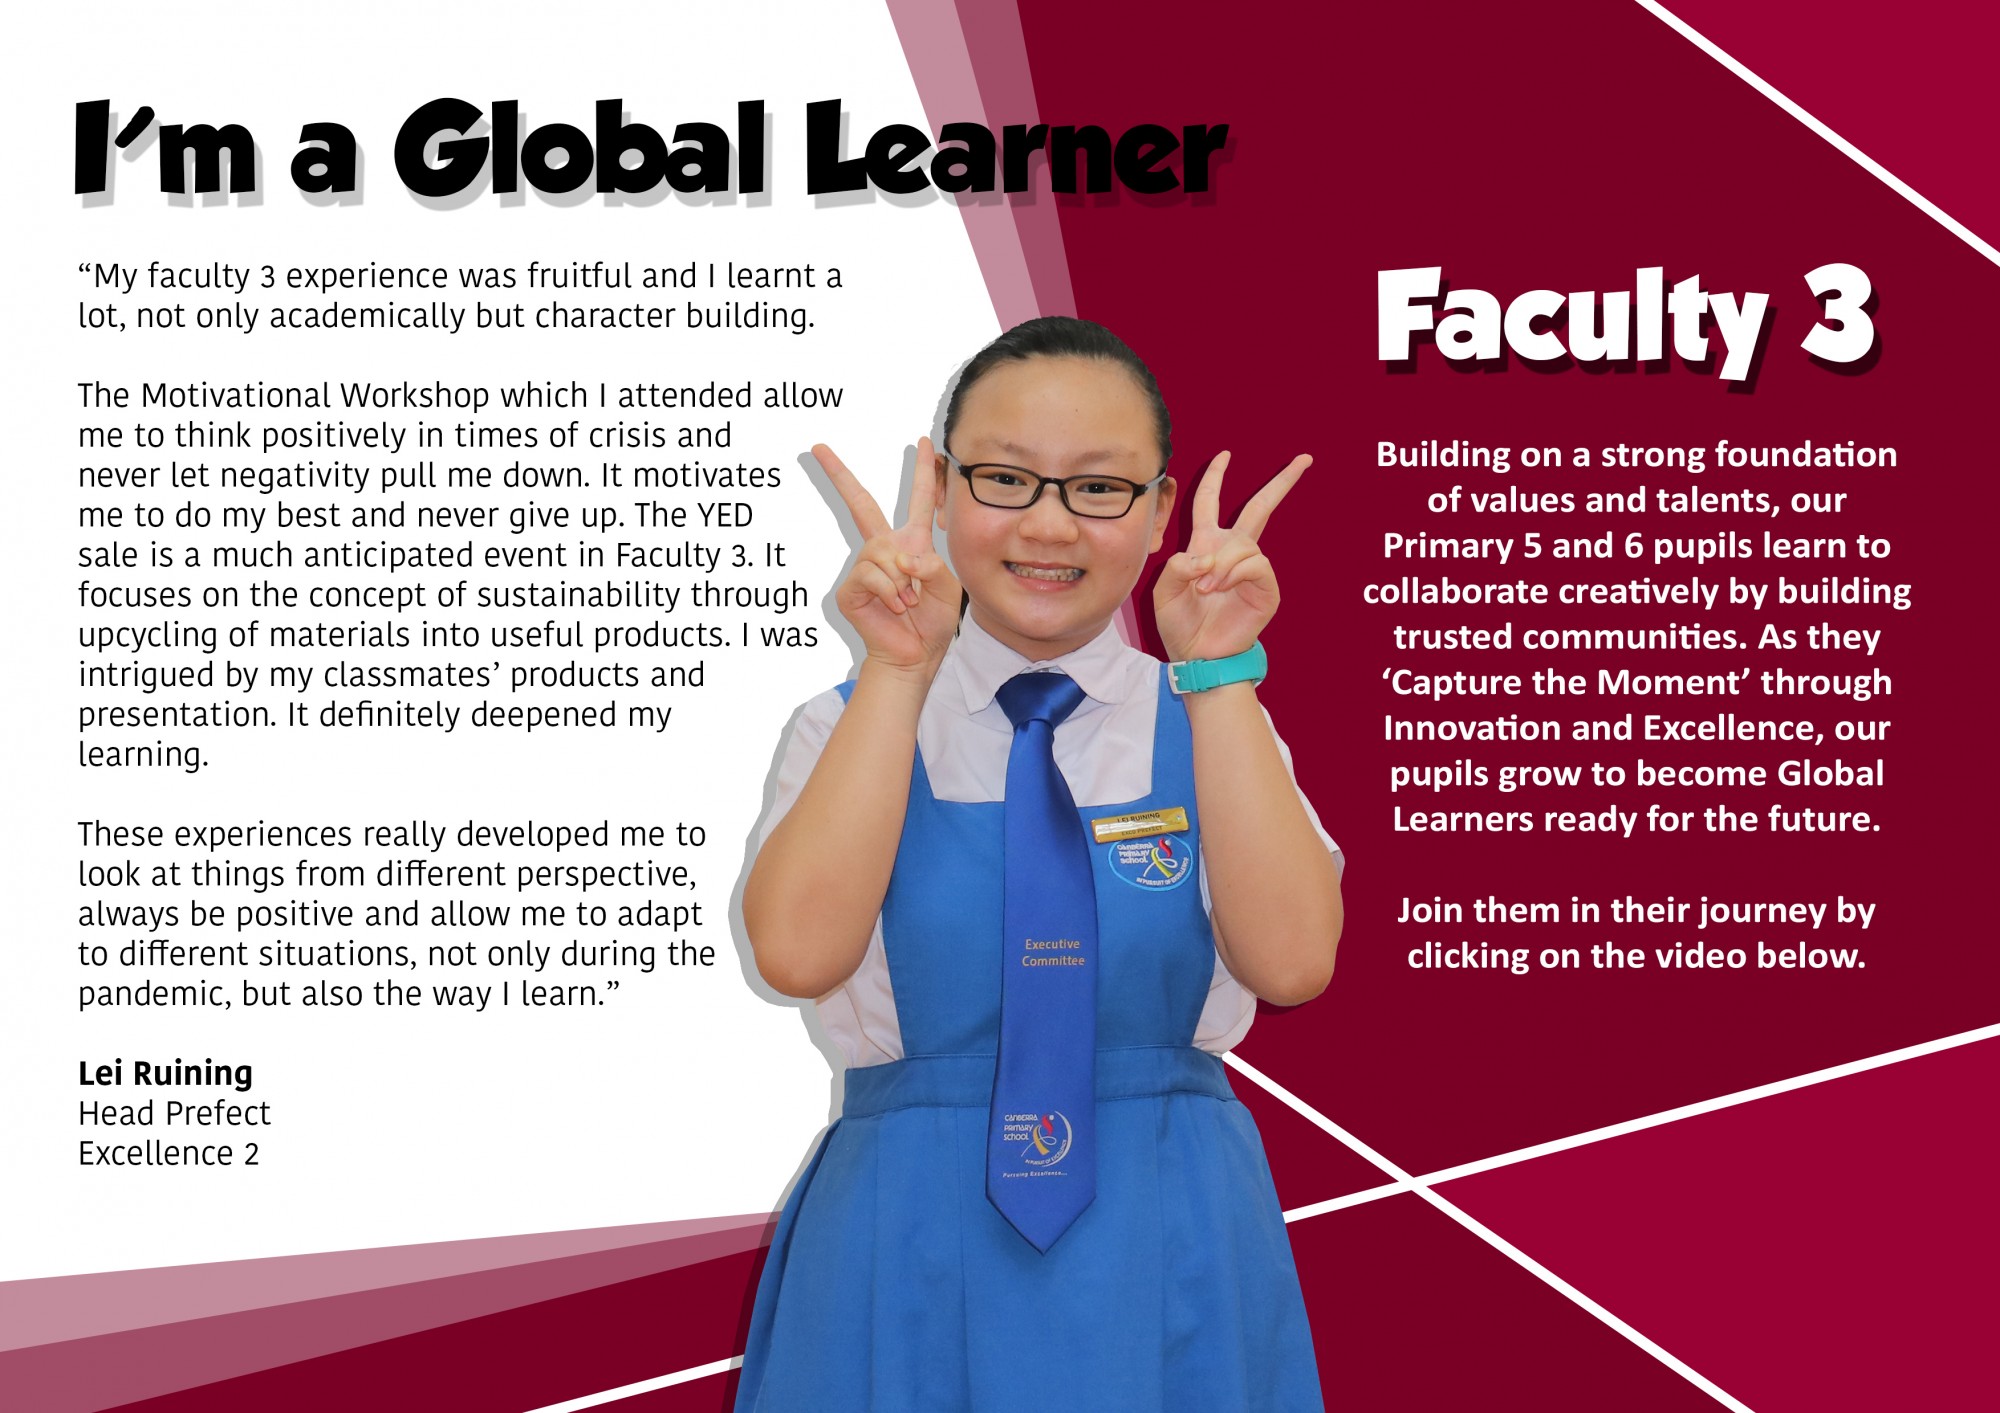 I'm a Global Learner
“My faculty 3 experience was fruitful and I learnt a
lot, not only academically but character building.
The Motivational Workshop which I attended allow
me to think positively in times of crisis and
never let negativity pull me down. It motivates
me to do my best and never give up. The YED
sale is a much anticipated event in Faculty 3. It
focuses on the concept of sustainability through
upcycling of materials into useful products. I was
intrigued by my classmates’ products and
presentation. It definitely deepened my
learning.
These experiences really developed me to
look at things from different perspective,
always be positive and allow me to adapt
to different situations, not only during the
pandemic, but also the way I learn.”
Lei Ruining
Head Prefect
Excellence 2
LEI RUINING
EXCO PREFECT
CANBERRA
PRIMARY
SCHOOL
IN PURSUIT OF EXCELLENCE
Executive
Committee
CANBERRA
PRIMARY
SCHOOL
IN PURSUIT OF EXCELLENCE
Pursuing Excellence...
Faculty 3
Building on a strong foundation
of values and talents, our
Primary 5 and 6 pupils learn to
collaborate creatively by building
trusted communities. As they
‘Capture the Moment’ through
Innovation and Excellence, our
pupils grow to become Global
Learners ready for the future.
Join them in their journey by
clicking on the video below.